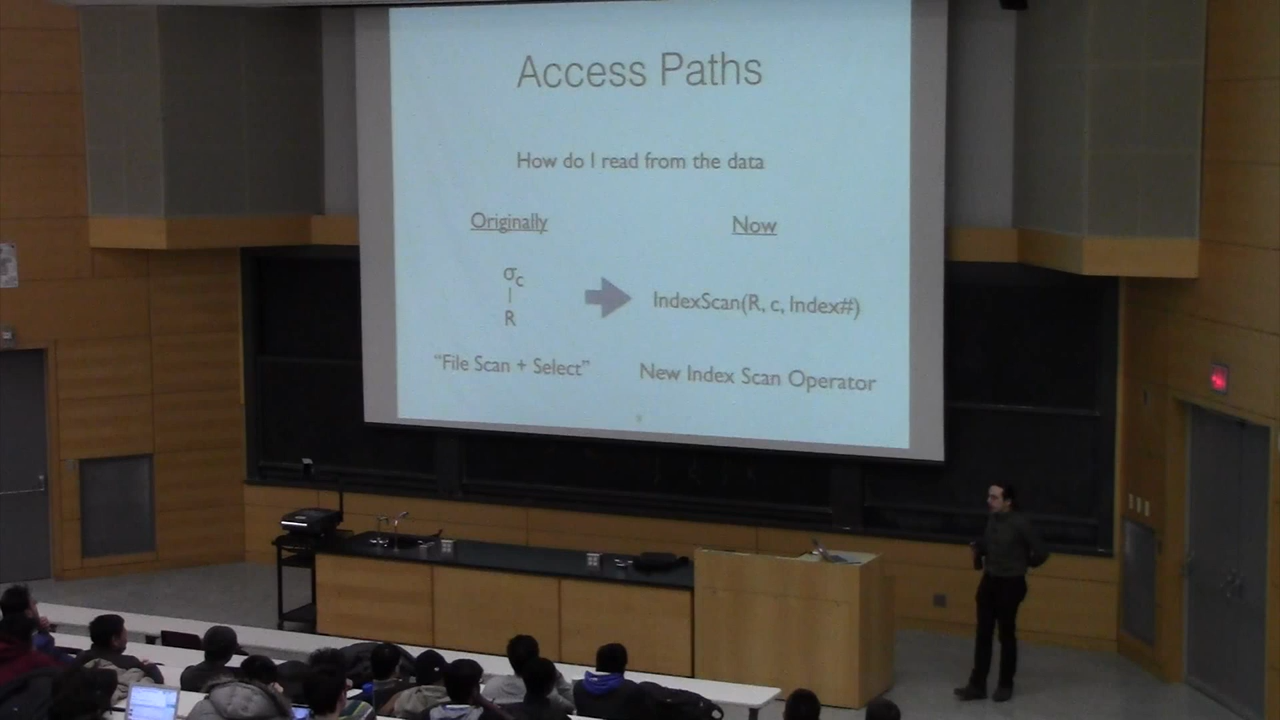 Access Paths
How do I read from the data
Originally
Now
σc
R
IndexScan(R, c, Index#)
"File Scan + Select"
New Index Scan Operator